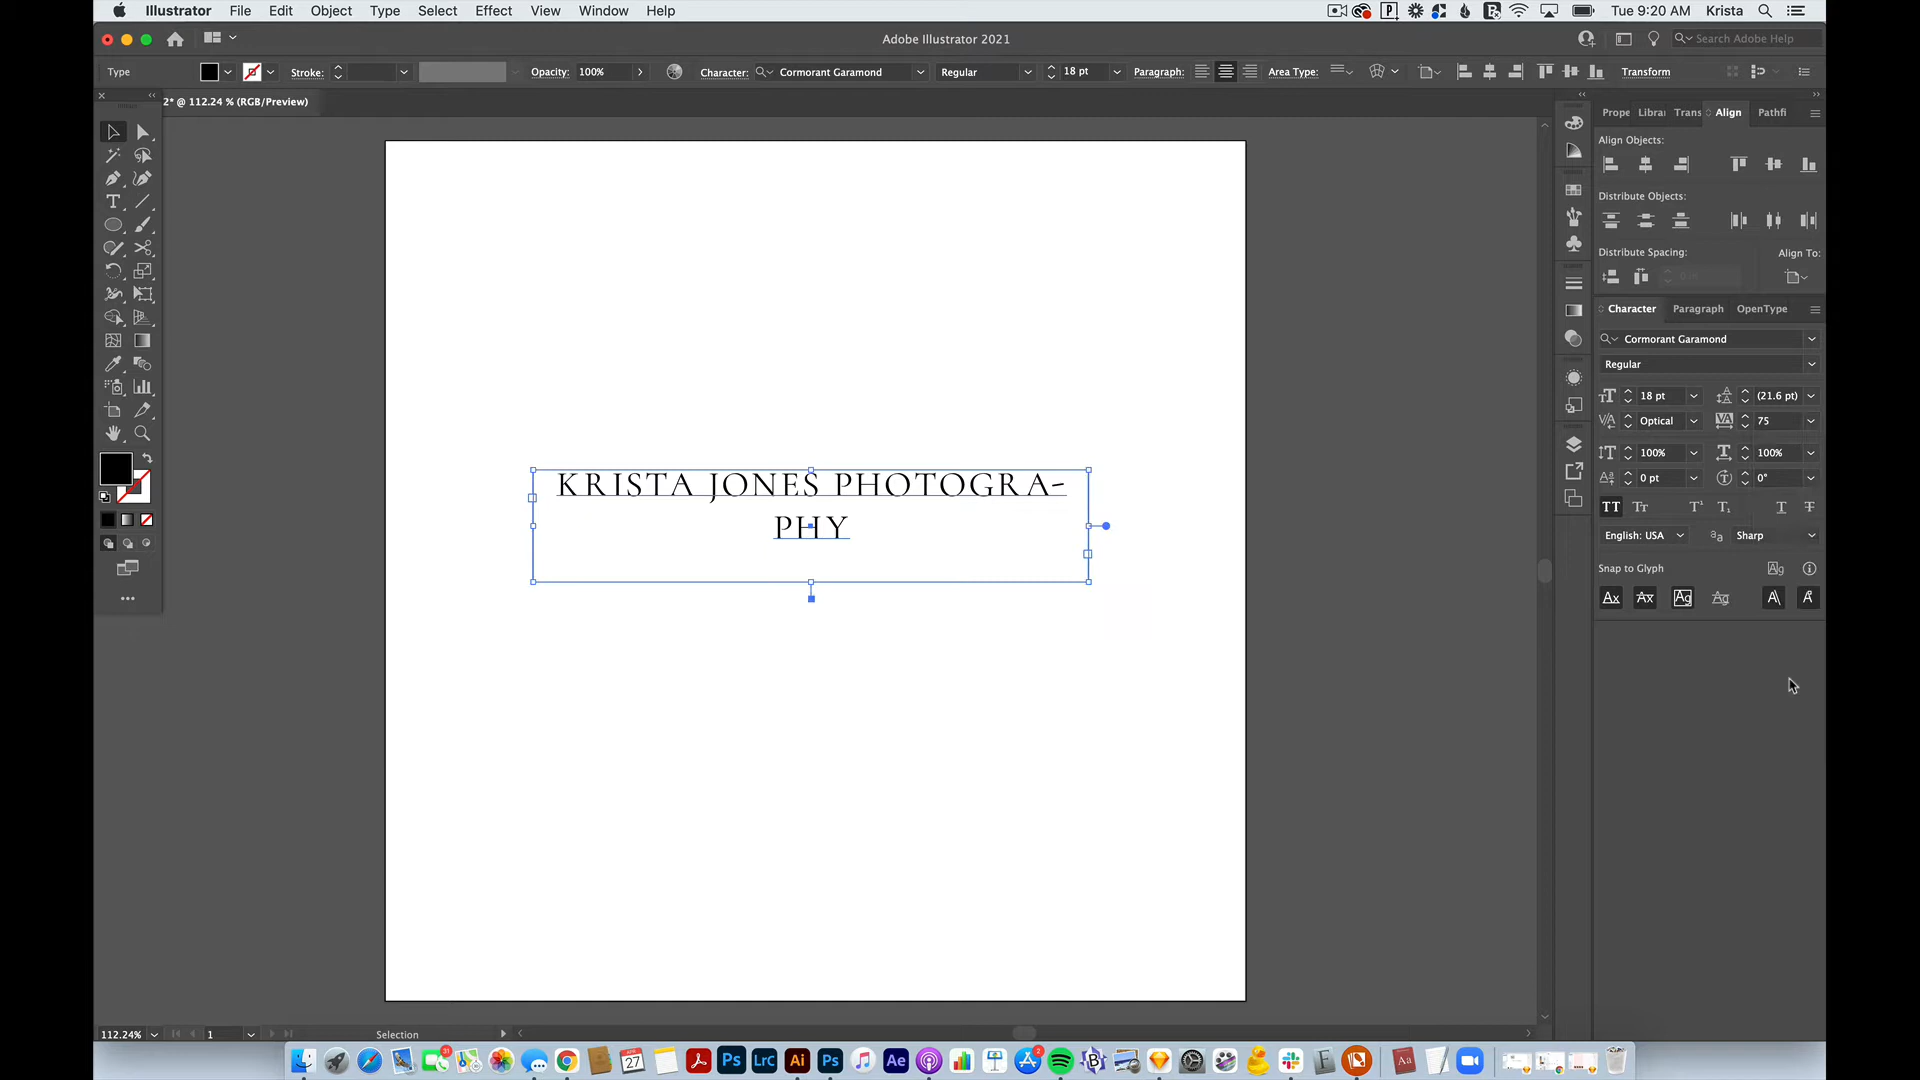 Illustrator File Edit Object Type Select Effect View Window Help
Tue 9:20 AM Krista
Adobe Illustrator 2021
Search Adobe Help
Type Stroke: Opacity: 100% Character: Cormorant Garamond Regular 18 pt Paragraph: Area Type: Transform
2* @ 112.24 % (RGB/Preview)
Prope Librar Trans Align Pathfi
Align Objects:
Distribute Objects:
Distribute Spacing: Align To:
Character Paragraph OpenType
Cormorant Garamond
Regular
18 pt (21.6 pt)
Optical 75
100% 100%
0 pt 0°
English: USA Sharp
Snap to Glyph
KRISTA JONES PHOTOGRA-
PHY
112.24% 1 Selection